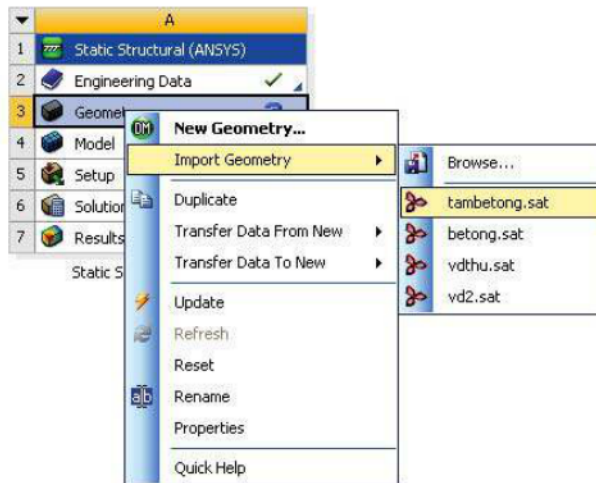 A
1 Static Structural (ANSYS)
2 Engineering Data
3 Geomet
4 Model
5 Setup
6 Solution
7 Results
Static S
DM New Geometry...
Import Geometry
Duplicate
Transfer Data From New
Transfer Data To New
Update
Refresh
Reset
ab Rename
Properties
Quick Help
Browse...
tambetong.sat
betong.sat
vdthu.sat
vd2.sat